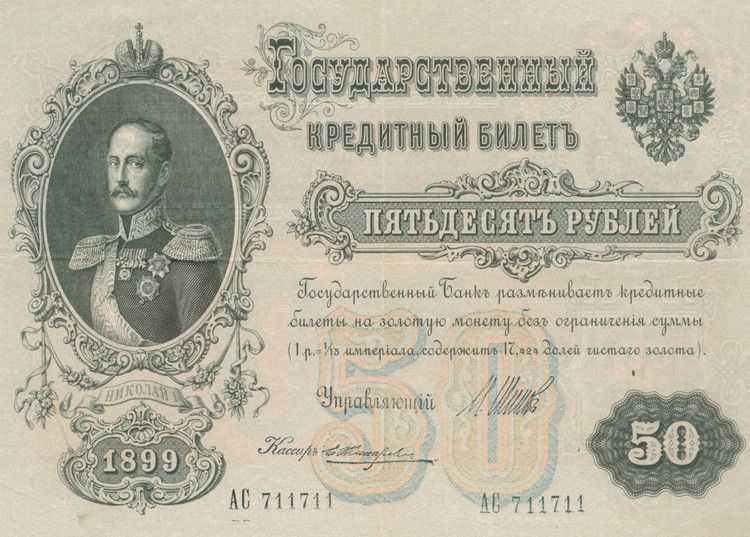 Государственный
КРЕДИТНЫЙ БИЛЕТЪ
ПЯТЬДЕСЯТЪ РУБЛЕЙ
Государственный Банкъ размѣниваетъ кредитные
билеты на золотую монету безъ ограниченія суммы
(1 р.= 1/15 имперіала, содержитъ 17,424 долей чистаго золота).
НИКОЛАЙ I
Управляющій
1899
50
50
Кассиръ
АС 711711
АС 711711